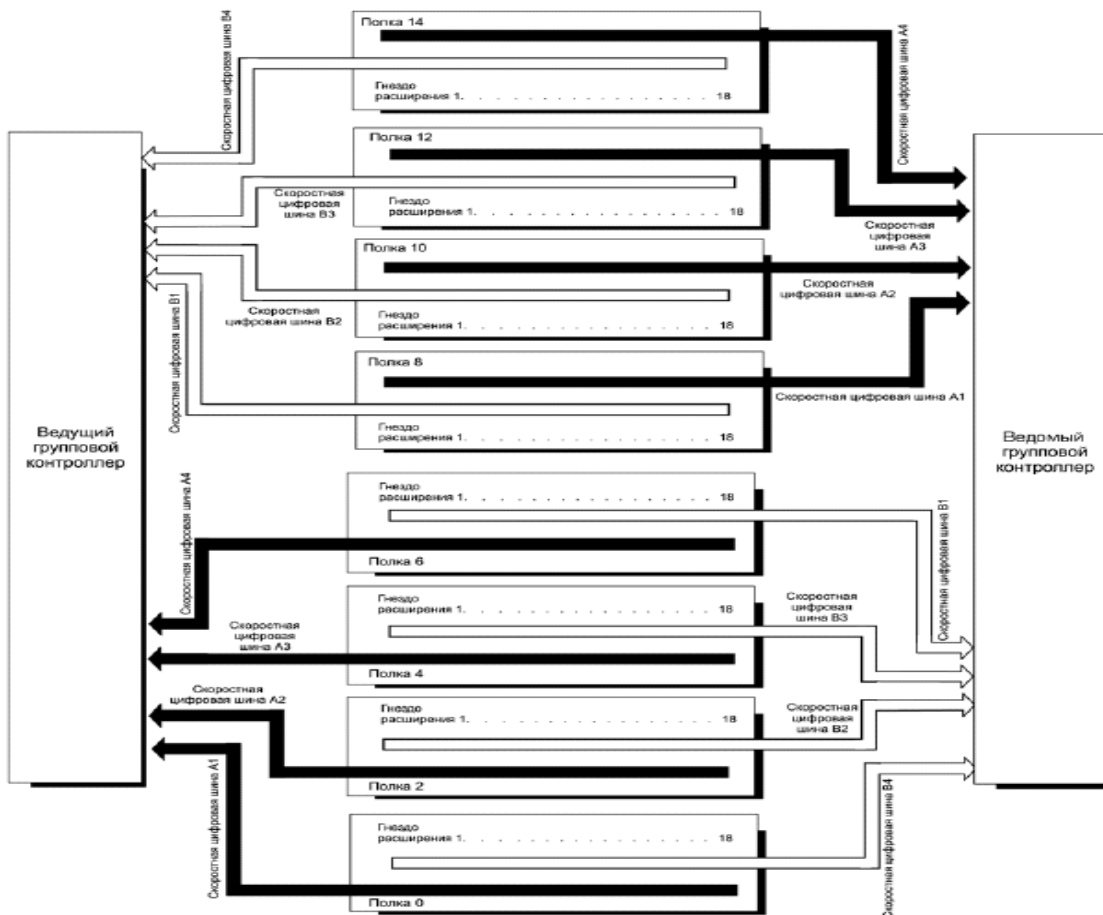 Полка 14
Гнездо
расширения 1. . . . . . . . . . . . . . 18
Скоростная цифровая шина B4
Скоростная цифровая шина A4
Полка 12
Гнездо
расширения 1. . . . . . . . . . . . . . 18
Скоростная
цифровая
шина B3
Скоростная
цифровая
шина A3
Полка 10
Гнездо
расширения 1. . . . . . . . . . . . . . 18
Скоростная
цифровая шина B2
Скоростная
цифровая шина A2
Полка 8
Гнездо
расширения 1. . . . . . . . . . . . . . 18
Скоростная цифровая шина B1
Скоростная цифровая шина A1
Ведущий
групповой
контроллер
Ведомый
групповой
контроллер
Гнездо
расширения 1. . . . . . . . . . . . . . 18
Полка 6
Скоростная цифровая шина A4
Скоростная цифровая шина B1
Гнездо
расширения 1. . . . . . . . . . . . . . 18
Полка 4
Скоростная
цифровая
шина A3
Скоростная
цифровая
шина B3
Гнездо
расширения 1. . . . . . . . . . . . . . 18
Полка 2
Скоростная
цифровая шина A2
Скоростная
цифровая
шина B2
Гнездо
расширения 1. . . . . . . . . . . . . . 18
Полка 0
Скоростная цифровая шина A1
Скоростная цифровая шина B4